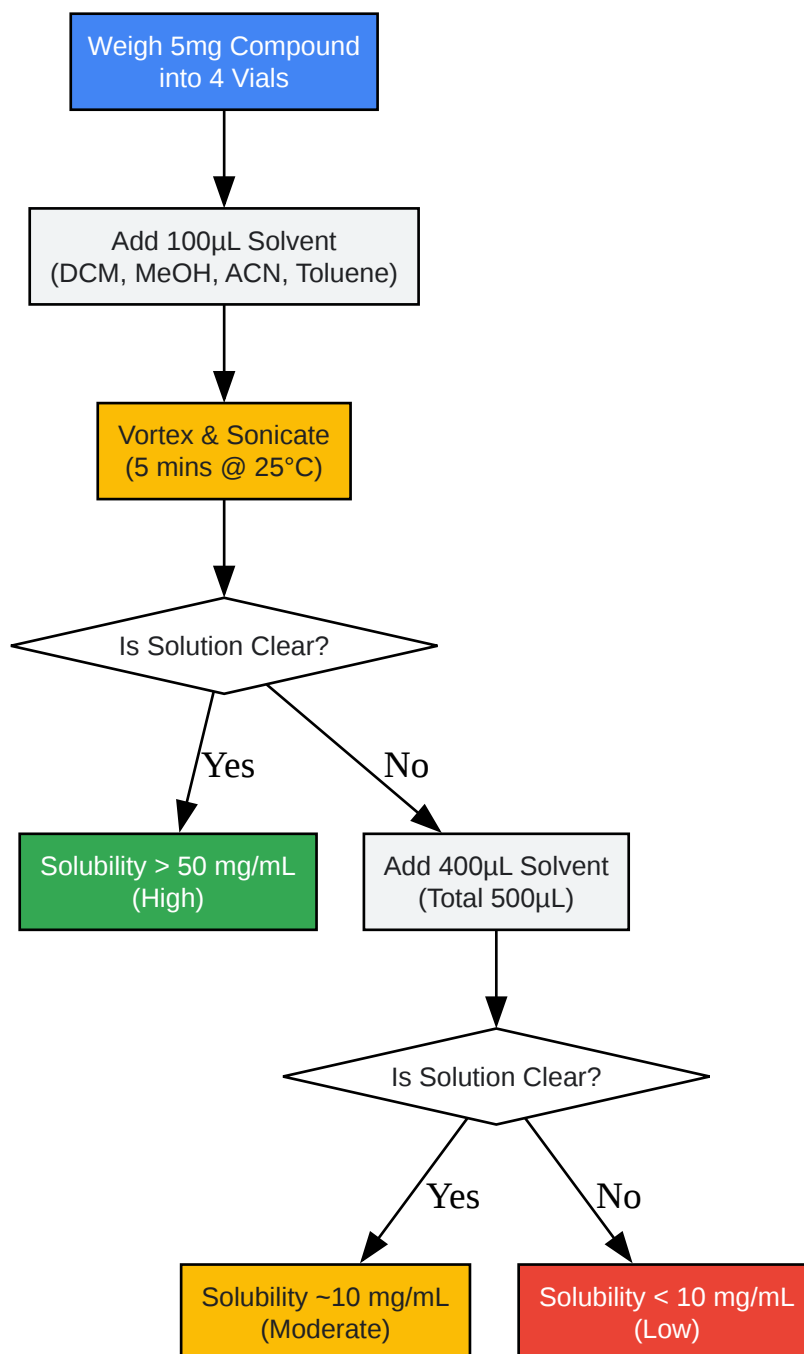 Weigh 5mg Compound
into 4 Vials
Add 100µL Solvent
(DCM, MeOH, ACN, Toluene)
Vortex & Sonicate
(5 mins @ 25°C)
Is Solution Clear?
Yes
No
Solubility > 50 mg/mL
(High)
Add 400µL Solvent
(Total 500µL)
Is Solution Clear?
Yes
No
Solubility ~10 mg/mL
(Moderate)
Solubility < 10 mg/mL
(Low)